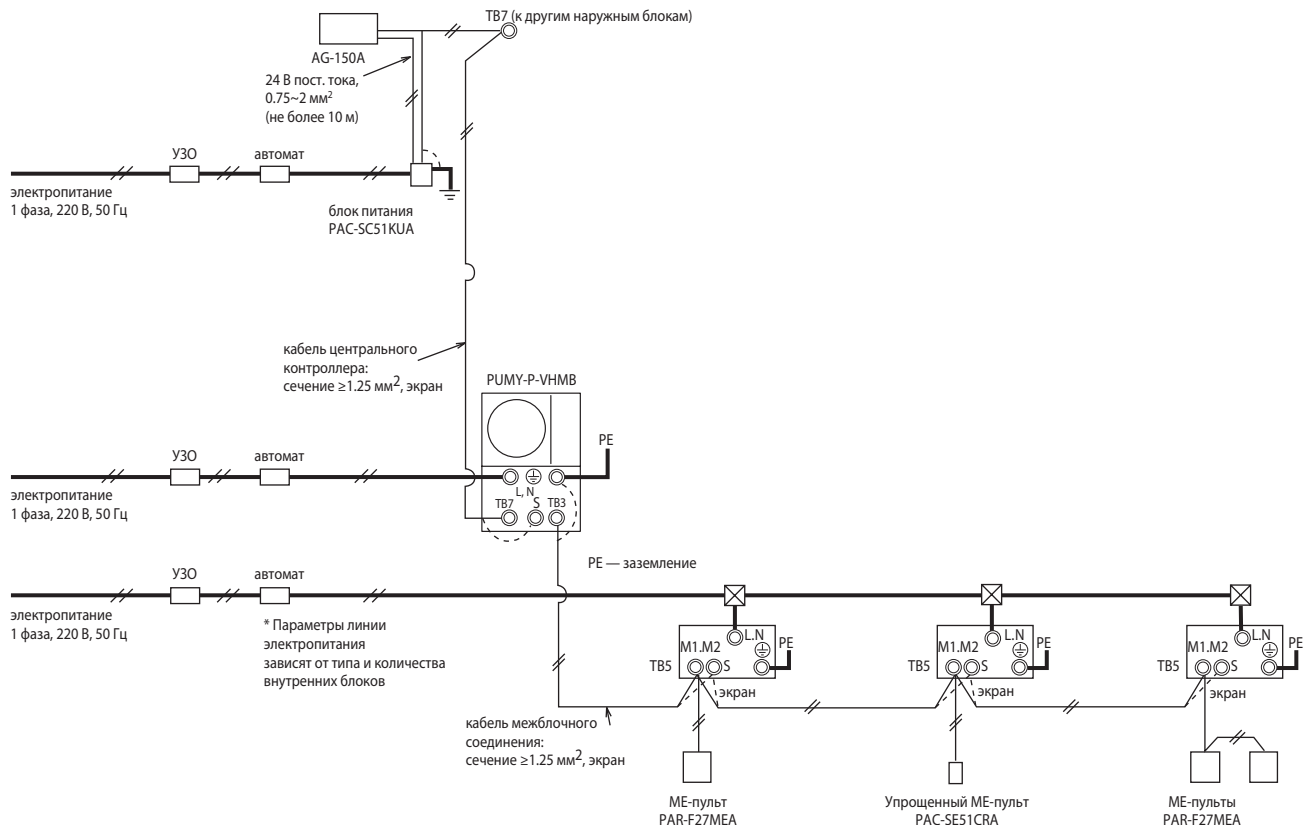 TB7 (к другим наружным блокам)
AG-150A
24 В пост. тока,
0.75~2 мм²
(не более 10 м)
УЗО
автомат
электропитание
1 фаза, 220 В, 50 Гц
блок питания
PAC-SC51KUA
кабель центрального
контроллера:
сечение ≥1.25 мм², экран
PUMY-P-VHMB
PE
УЗО
автомат
L, N
TB7
S
TB3
электропитание
1 фаза, 220 В, 50 Гц
PE — заземление
УЗО
автомат
электропитание
1 фаза, 220 В, 50 Гц
* Параметры линии
электропитания
зависят от типа и количества
внутренних блоков
L.N
M1.M2
PE
TB5
S
экран
L.N
M1.M2
PE
TB5
S
экран
L.N
M1.M2
PE
TB5
S
экран
кабель межблочного
соединения:
сечение ≥1.25 мм², экран
МЕ-пульт
PAR-F27MEA
Упрощенный МЕ-пульт
PAC-SE51CRA
МЕ-пульты
PAR-F27MEA